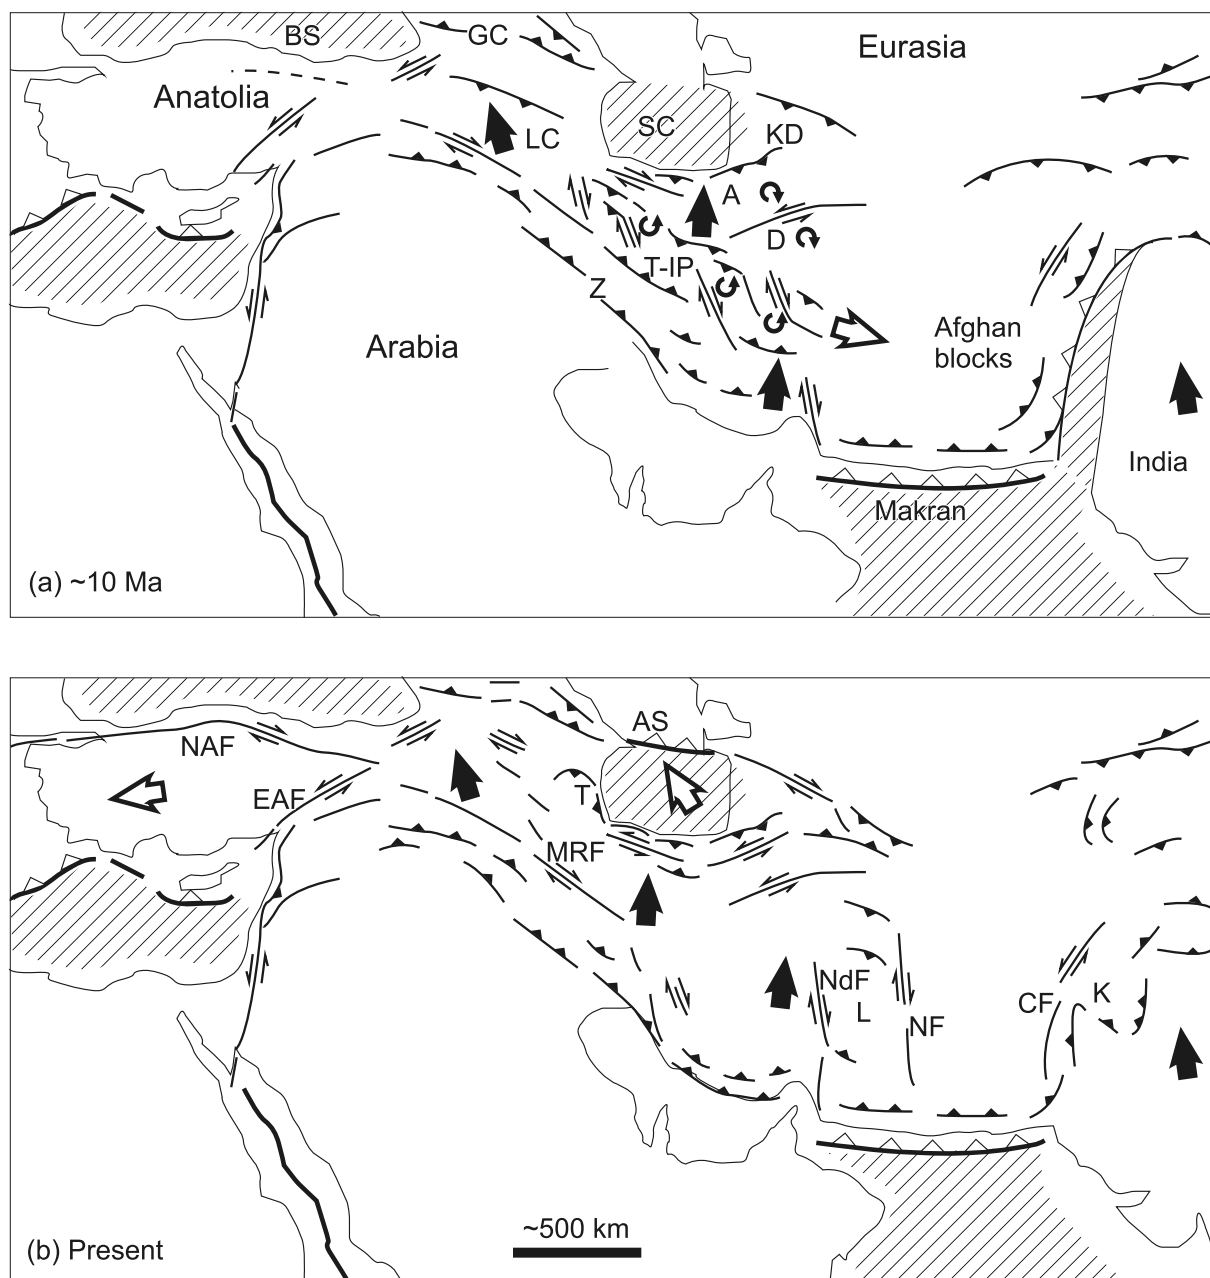 BS
GC
Eurasia
Anatolia
SC
KD
LC
A
D
T-IP
Z
Arabia
Afghan
blocks
India
Makran
(a) ~10 Ma
AS
NAF
EAF
T
MRF
NdF
L
NF
CF
K
~500 km
(b) Present